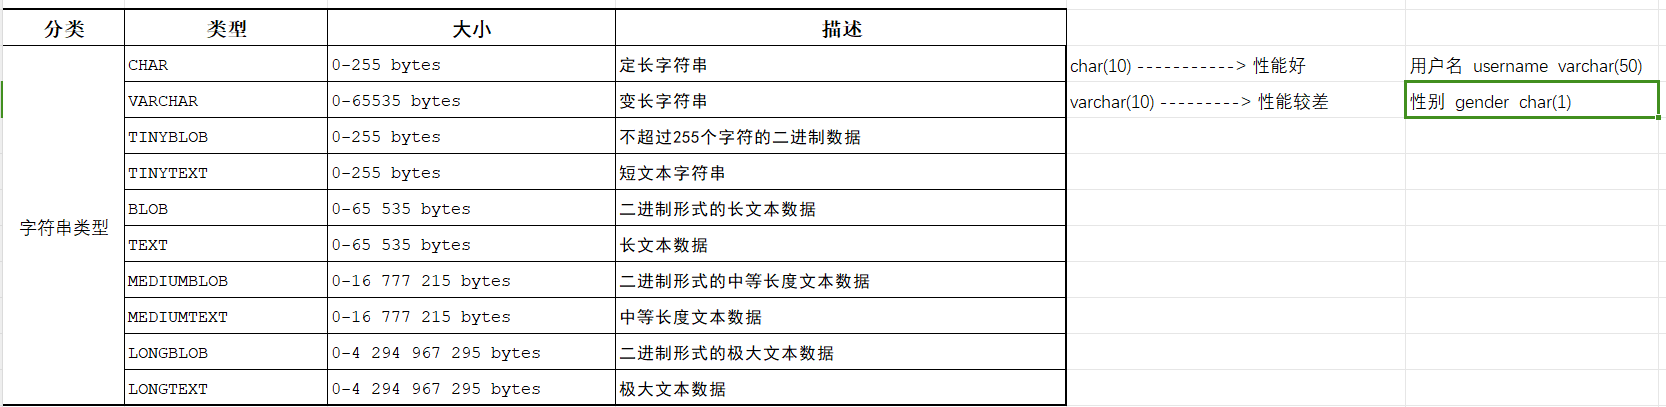 分类 类型 大小 描述
CHAR 0-255 bytes 定长字符串 char(10) -----------> 性能好 用户名 username varchar(50)
VARCHAR 0-65535 bytes 变长字符串 varchar(10) ---------> 性能较差 性别 gender char(1)
TINYBLOB 0-255 bytes 不超过255个字符的二进制数据
TINYTEXT 0-255 bytes 短文本字符串
BLOB 0-65 535 bytes 二进制形式的长文本数据
字符串类型
TEXT 0-65 535 bytes 长文本数据
MEDIUMBLOB 0-16 777 215 bytes 二进制形式的中等长度文本数据
MEDIUMTEXT 0-16 777 215 bytes 中等长度文本数据
LONGBLOB 0-4 294 967 295 bytes 二进制形式的极大文本数据
LONGTEXT 0-4 294 967 295 bytes 极大文本数据